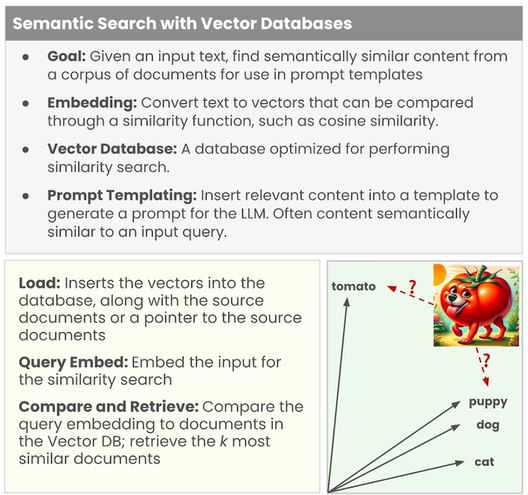 Semantic Search with Vector Databases
● Goal: Given an input text, find semantically similar content from
a corpus of documents for use in prompt templates
● Embedding: Convert text to vectors that can be compared
through a similarity function, such as cosine similarity.
● Vector Database: A database optimized for performing
similarity search.
● Prompt Templating: Insert relevant content into a template to
generate a prompt for the LLM. Often content semantically
similar to an input query.
Load: Inserts the vectors into the
database, along with the source
documents or a pointer to the source
documents
Query Embed: Embed the input for
the similarity search
Compare and Retrieve: Compare the
query embedding to documents in
the Vector DB; retrieve the k most
similar documents
tomato
?
?
puppy
dog
cat